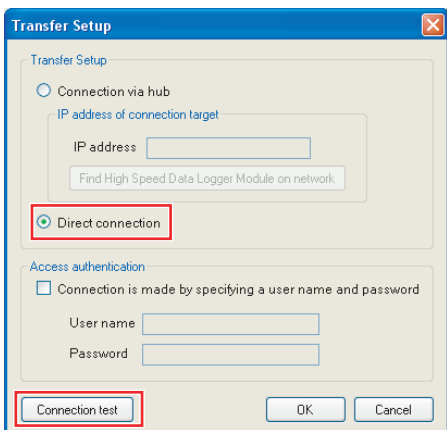 Transfer Setup
Transfer Setup
Connection via hub
IP address of connection target
IP address
Find High Speed Data Logger Module on network
Direct connection
Access authentication
Connection is made by specifying a user name and password
User name
Password
Connection test OK Cancel